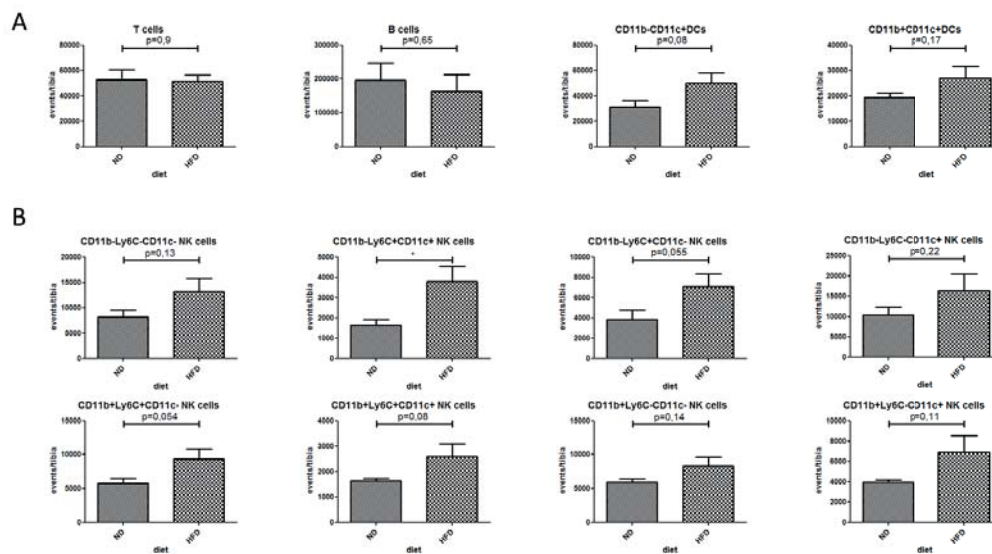 A
T cells
p=0,9
events/tibia
80000
60000
40000
20000
0
ND
HFD
diet
B cells
p=0,65
events/tibia
300000
200000
100000
0
ND
HFD
diet
CD11b-CD11c+DCs
p=0,08
events/tibia
80000
60000
40000
20000
0
ND
HFD
diet
CD11b+CD11c+DCs
p=0,17
events/tibia
40000
30000
20000
10000
0
ND
HFD
diet
B
CD11b-Ly6C-CD11c- NK cells
p=0,13
events/tibia
20000
15000
10000
5000
0
ND
HFD
diet
CD11b-Ly6C+CD11c+ NK cells
*
events/tibia
6000
4000
2000
0
ND
HFD
diet
CD11b-Ly6C+CD11c- NK cells
p=0,055
events/tibia
10000
8000
6000
4000
2000
0
ND
HFD
diet
CD11b-Ly6C-CD11c+ NK cells
p=0,22
events/tibia
25000
20000
15000
10000
5000
0
ND
HFD
diet
CD11b+Ly6C+CD11c- NK cells
p=0,054
events/tibia
15000
10000
5000
0
ND
HFD
diet
CD11b+Ly6C+CD11c+ NK cells
p=0,08
events/tibia
4000
3000
2000
1000
0
ND
HFD
diet
CD11b+Ly6C-CD11c- NK cells
p=0,14
events/tibia
15000
10000
5000
0
ND
HFD
diet
CD11b+Ly6C-CD11c+ NK cells
p=0,11
events/tibia
10000
8000
6000
4000
2000
0
ND
HFD
diet